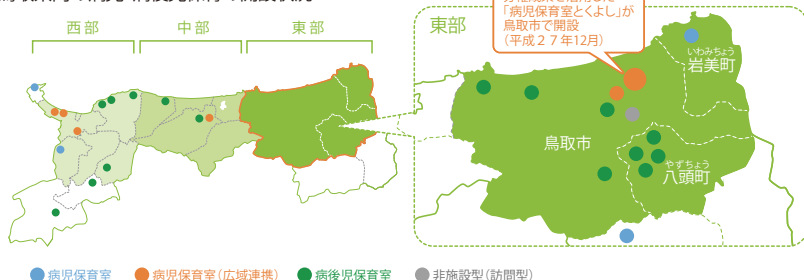 西部
中部
東部
東部
「病児保育室とくよし」が
鳥取市で開設
(平成27年12月)
いわみちょう
岩美町
鳥取市
やずちょう
八頭町
病児保育室
病児保育室(広域連携)
病後児保育室
非施設型(訪問型)